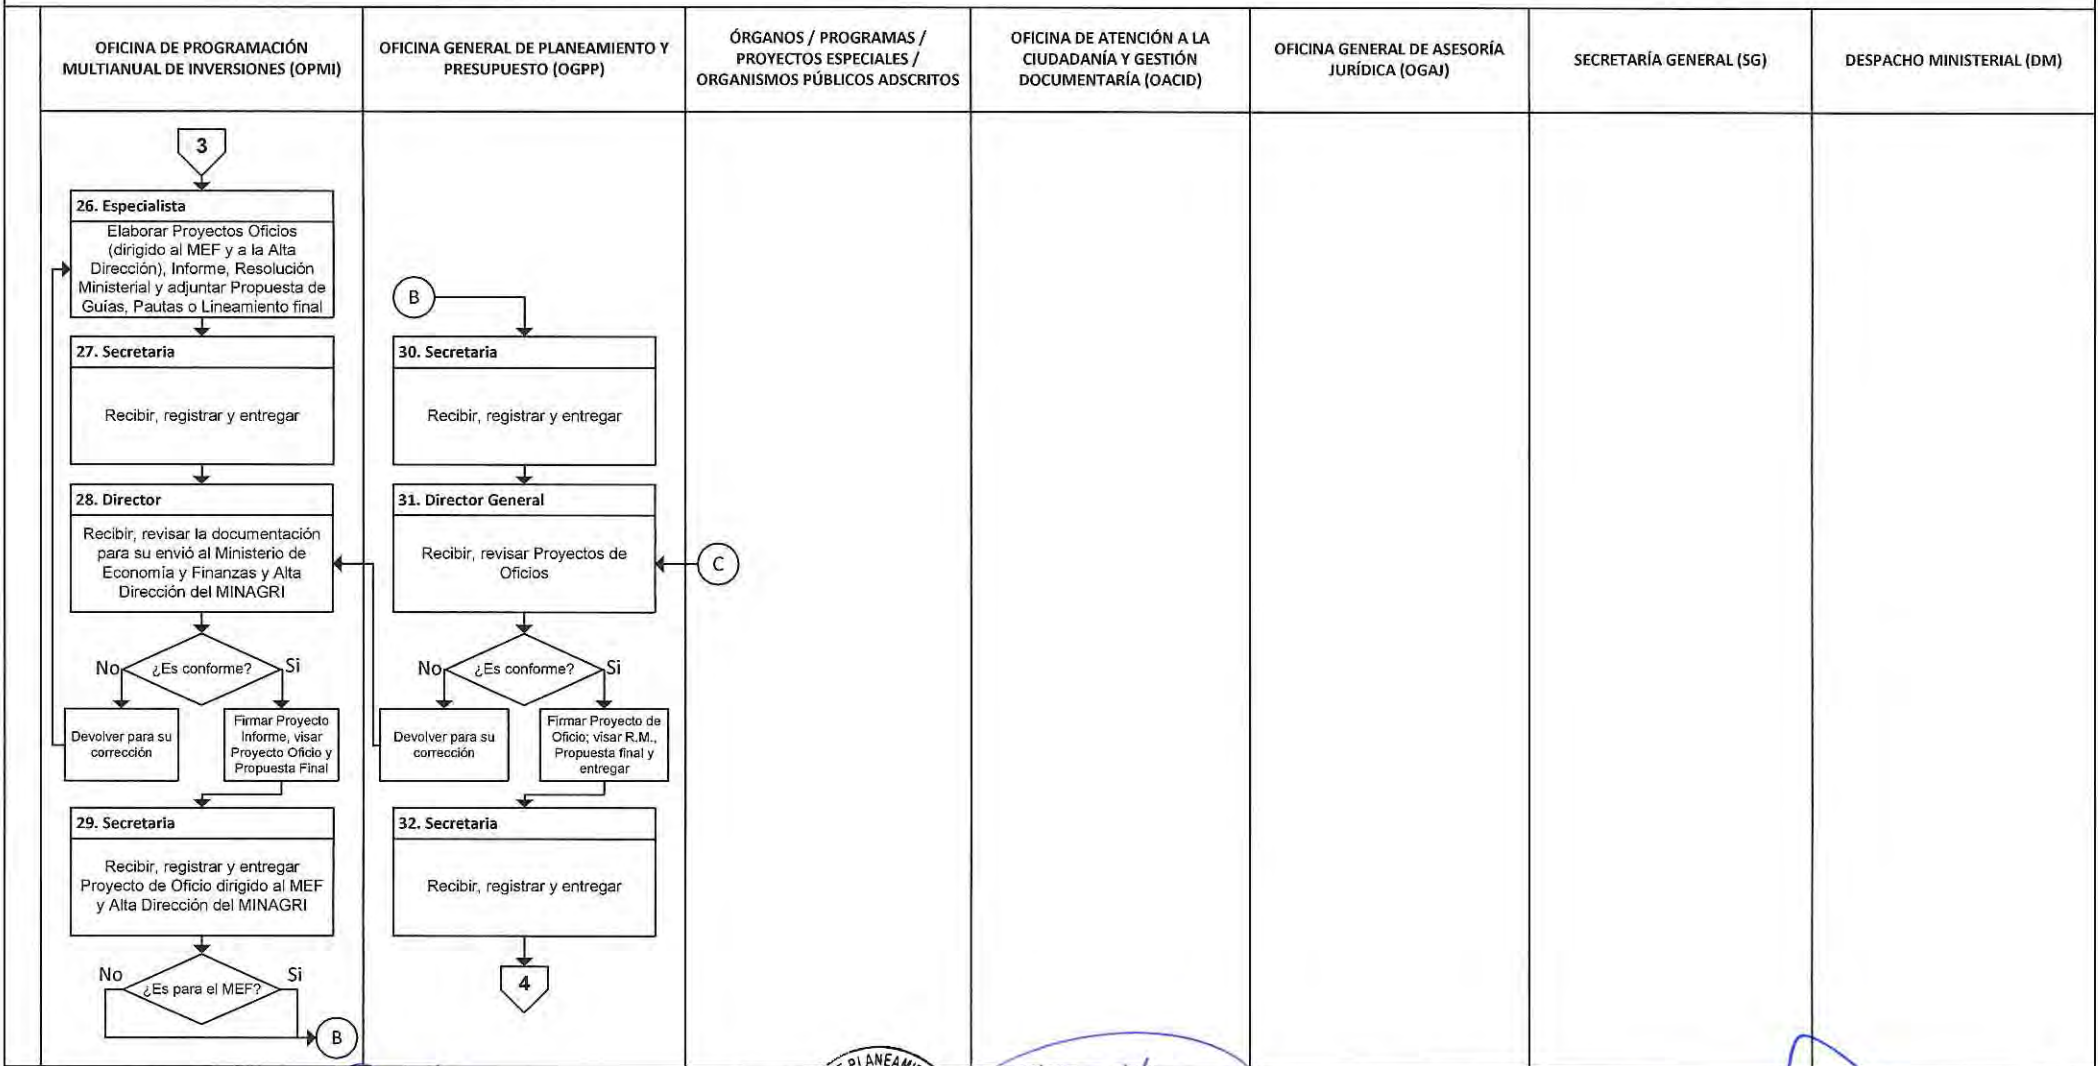 OFICINA DE PROGRAMACIÓN
MULTIANUAL DE INVERSIONES (OPMI)
OFICINA GENERAL DE PLANEAMIENTO Y
PRESUPUESTO (OGPP)
ÓRGANOS / PROGRAMAS /
PROYECTOS ESPECIALES /
ORGANISMOS PÚBLICOS ADSCRITOS
OFICINA DE ATENCIÓN A LA
CIUDADANÍA Y GESTIÓN
DOCUMENTARÍA (OACID)
OFICINA GENERAL DE ASESORÍA
JURÍDICA (OGAJ)
SECRETARÍA GENERAL (SG)
DESPACHO MINISTERIAL (DM)
3
26. Especialista
Elaborar Proyectos Oficios
(dirigido al MEF y a la Alta
Dirección), Informe, Resolución
Ministerial y adjuntar Propuesta de
Guías, Pautas o Lineamiento final
27. Secretaria
Recibir, registrar y entregar
28. Director
Recibir, revisar la documentación
para su envió al Ministerio de
Economía y Finanzas y Alta
Dirección del MINAGRI
No
¿Es conforme?
Si
Devolver para su
corrección
Firmar Proyecto
Informe, visar
Proyecto Oficio y
Propuesta Final
29. Secretaria
Recibir, registrar y entregar
Proyecto de Oficio dirigido al MEF
y Alta Dirección del MINAGRI
No
¿Es para el MEF?
Si
B
B
30. Secretaria
Recibir, registrar y entregar
31. Director General
Recibir, revisar Proyectos de
Oficios
C
No
¿Es conforme?
Si
Devolver para su
corrección
Firmar Proyecto de
Oficio; visar R.M.,
Propuesta final y
entregar
32. Secretaria
Recibir, registrar y entregar
4